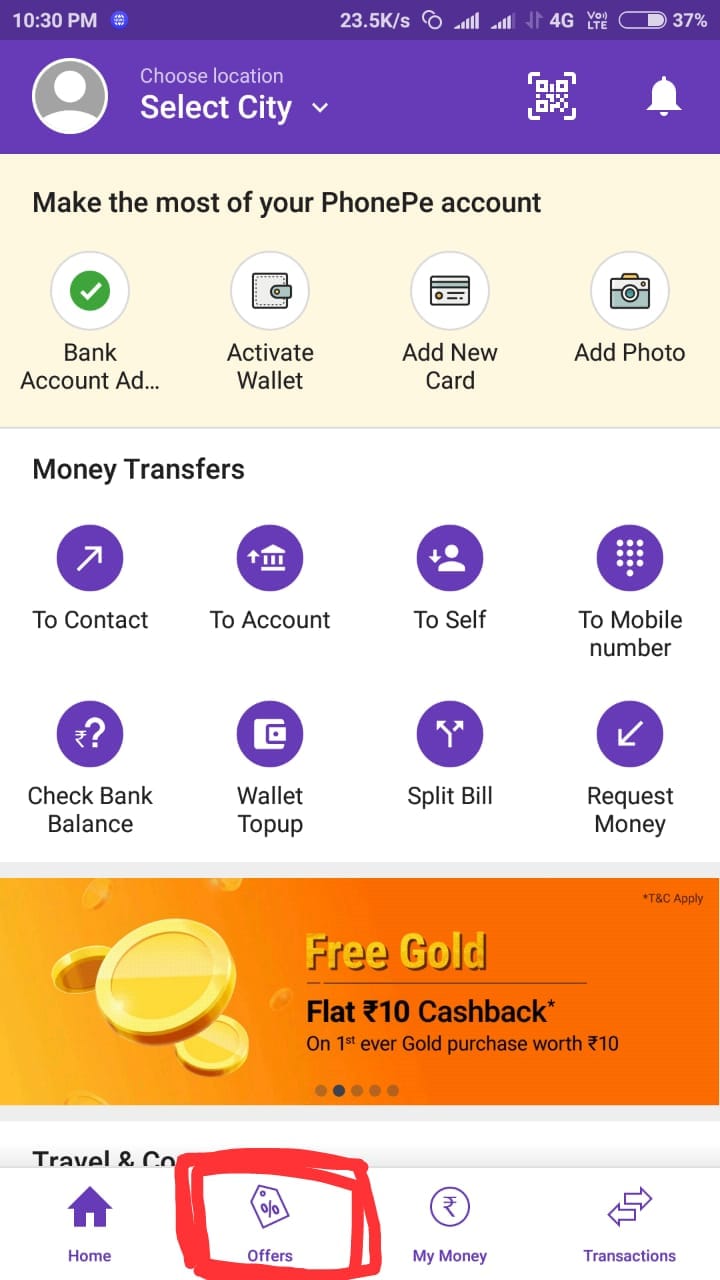 10:30 PM 23.5K/s 4G Vo)) LTE 37%
Choose location
Select City
Make the most of your PhonePe account
Bank Account Ad...
Activate Wallet
Add New Card
Add Photo
Money Transfers
To Contact
To Account
To Self
To Mobile number
Check Bank Balance
Wallet Topup
Split Bill
Request Money
*T&C Apply
Free Gold
Flat ₹10 Cashback*
On 1st ever Gold purchase worth ₹10
Travel & Co
Home
Offers
My Money
Transactions